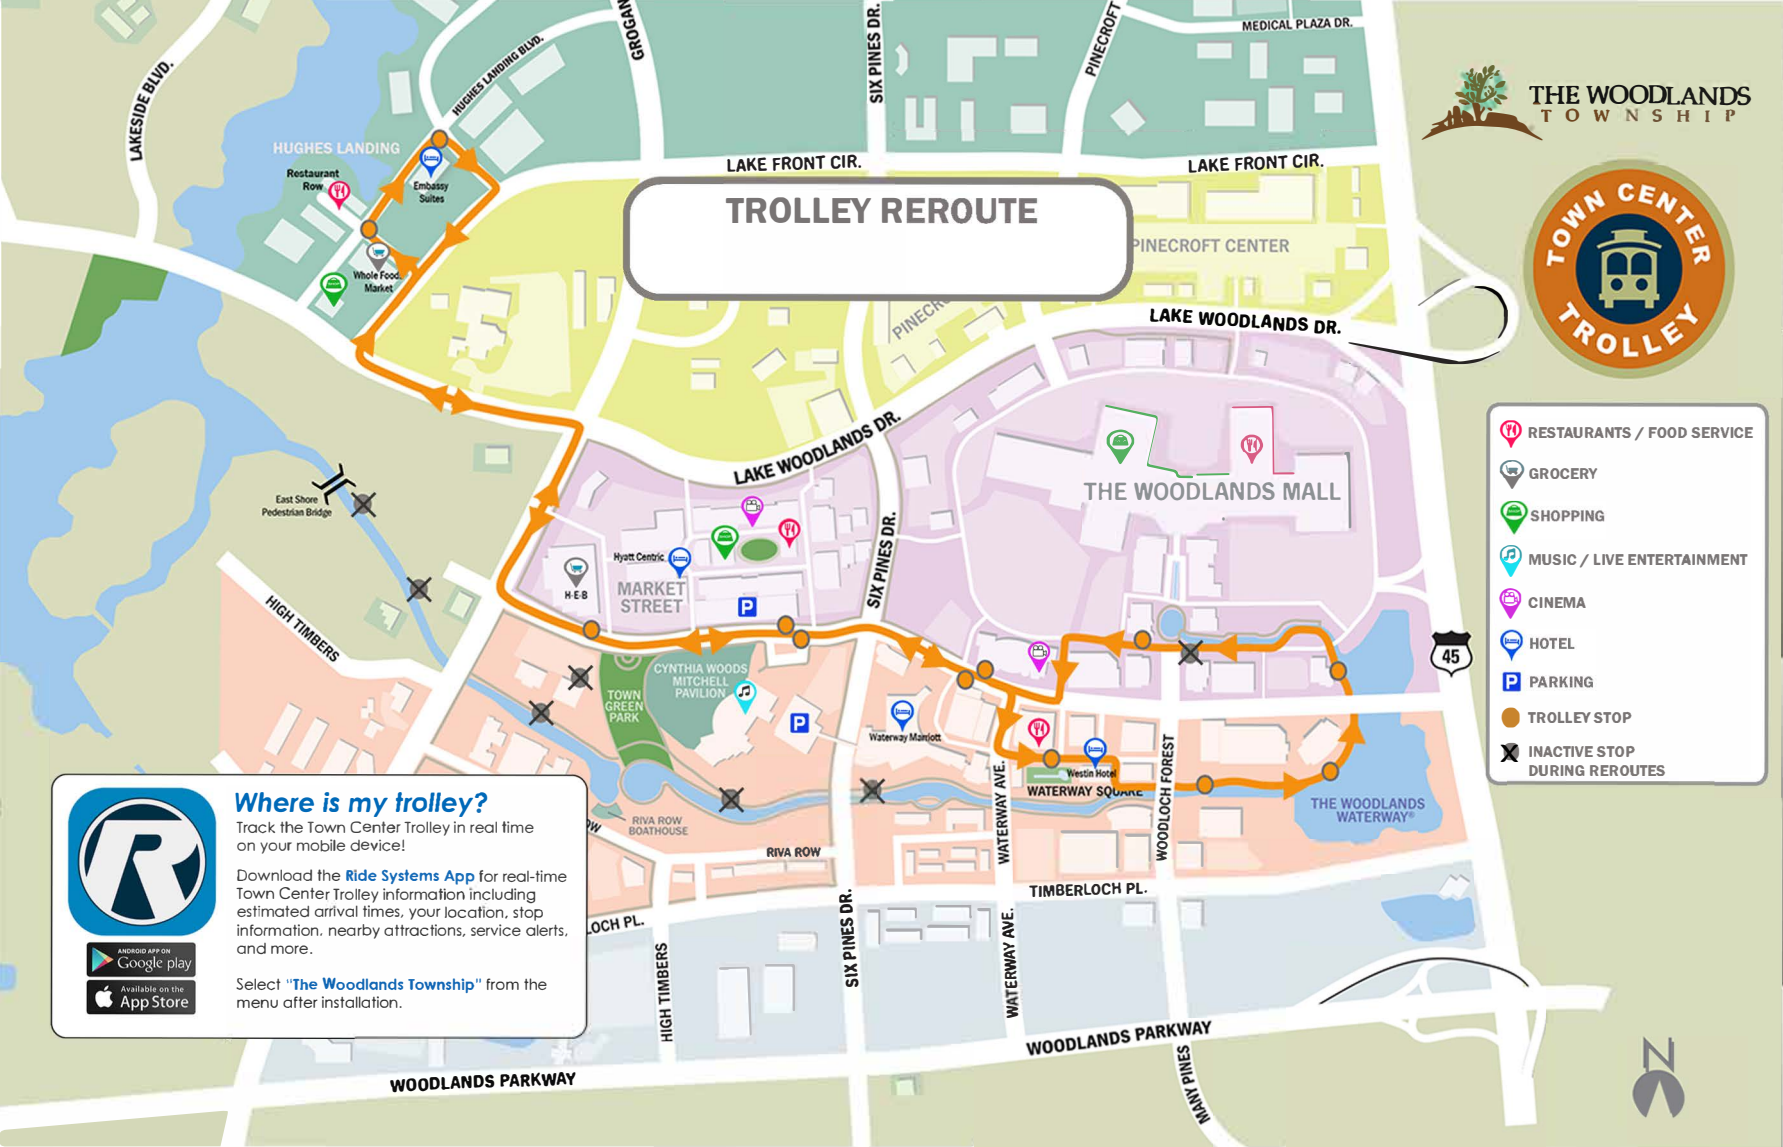 LAKESIDE BLVD.
HUGHES LANDING BLVD.
GROGAN
SIX PINES DR.
PINECROFT
MEDICAL PLAZA DR.
THE WOODLANDS
TOWNSHIP
HUGHES LANDING
Restaurant
Row
Embassy
Suites
Whole Food
Market
LAKE FRONT CIR.
LAKE FRONT CIR.
TROLLEY REROUTE
PINECROFT CENTER
PINECRO
LAKE WOODLANDS DR.
TOWN CENTER
TROLLEY
LAKE WOODLANDS DR.
THE WOODLANDS MALL
East Shore
Pedestrian Bridge
Hyatt Centric
H-E-B
MARKET
STREET
P
SIX PINES DR.
HIGH TIMBERS
CYNTHIA WOODS
MITCHELL
PAVILION
TOWN
GREEN
PARK
P
Waterway Marriott
Westin Hotel
WATERWAY SQUARE
WATERWAY AVE.
WOODLOCH FOREST
THE WOODLANDS
WATERWAY®
45
RESTAURANTS / FOOD SERVICE
GROCERY
SHOPPING
MUSIC / LIVE ENTERTAINMENT
CINEMA
HOTEL
P PARKING
TROLLEY STOP
INACTIVE STOP
DURING REROUTES
RIVA ROW
BOATHOUSE
OW
RIVA ROW
TIMBERLOCH PL.
LOCH PL.
HIGH TIMBERS
SIX PINES DR.
WATERWAY AVE.
WOODLANDS PARKWAY
WOODLANDS PARKWAY
MANY PINES
N
R
Where is my trolley?
Track the Town Center Trolley in real time
on your mobile device!
Download the Ride Systems App for real-time
Town Center Trolley information including
estimated arrival times, your location, stop
information, nearby attractions, service alerts,
and more.
Select "The Woodlands Township" from the
menu after installation.
ANDROID APP ON
Google play
Available on the
App Store